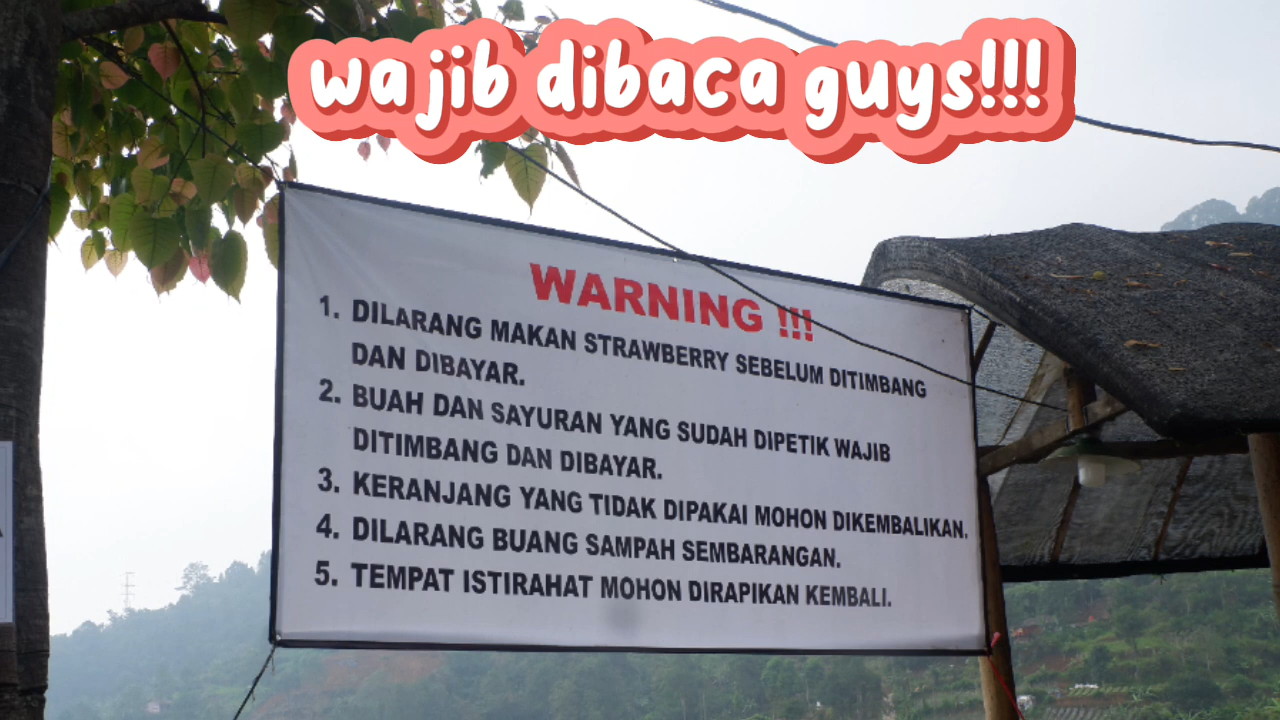 wajib dibaca guys!!!
WARNING !!!
1. DILARANG MAKAN STRAWBERRY SEBELUM DITIMBANG
DAN DIBAYAR.
2. BUAH DAN SAYURAN YANG SUDAH DIPETIK WAJIB
DITIMBANG DAN DIBAYAR.
3. KERANJANG YANG TIDAK DIPAKAI MOHON DIKEMBALIKAN.
4. DILARANG BUANG SAMPAH SEMBARANGAN.
5. TEMPAT ISTIRAHAT MOHON DIRAPIKAN KEMBALI.